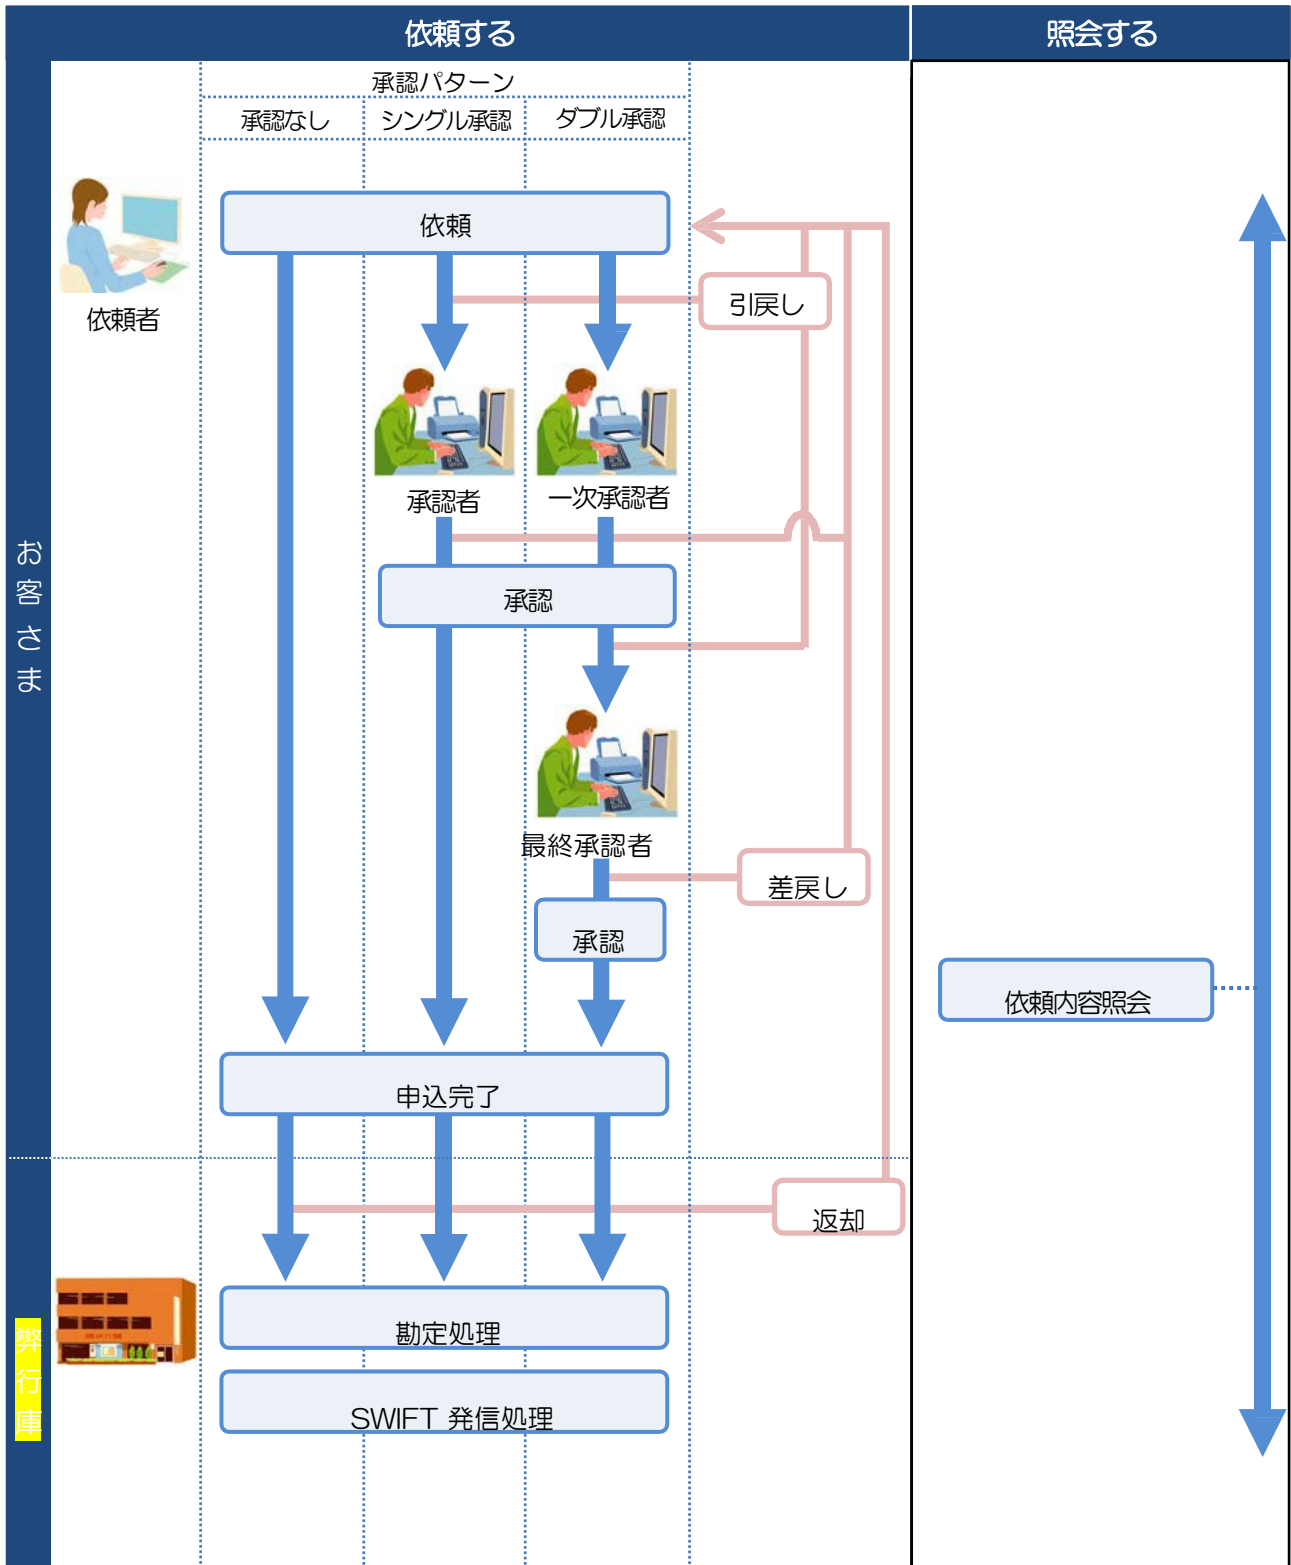 依頼する
照会する
承認パターン
承認なし
シングル承認
ダブル承認
依頼
依頼者
引戻し
承認者
一次承認者
お客さま
承認
最終承認者
差戻し
承認
依頼内容照会
申込完了
返却
弊行庫
勘定処理
SWIFT 発信処理